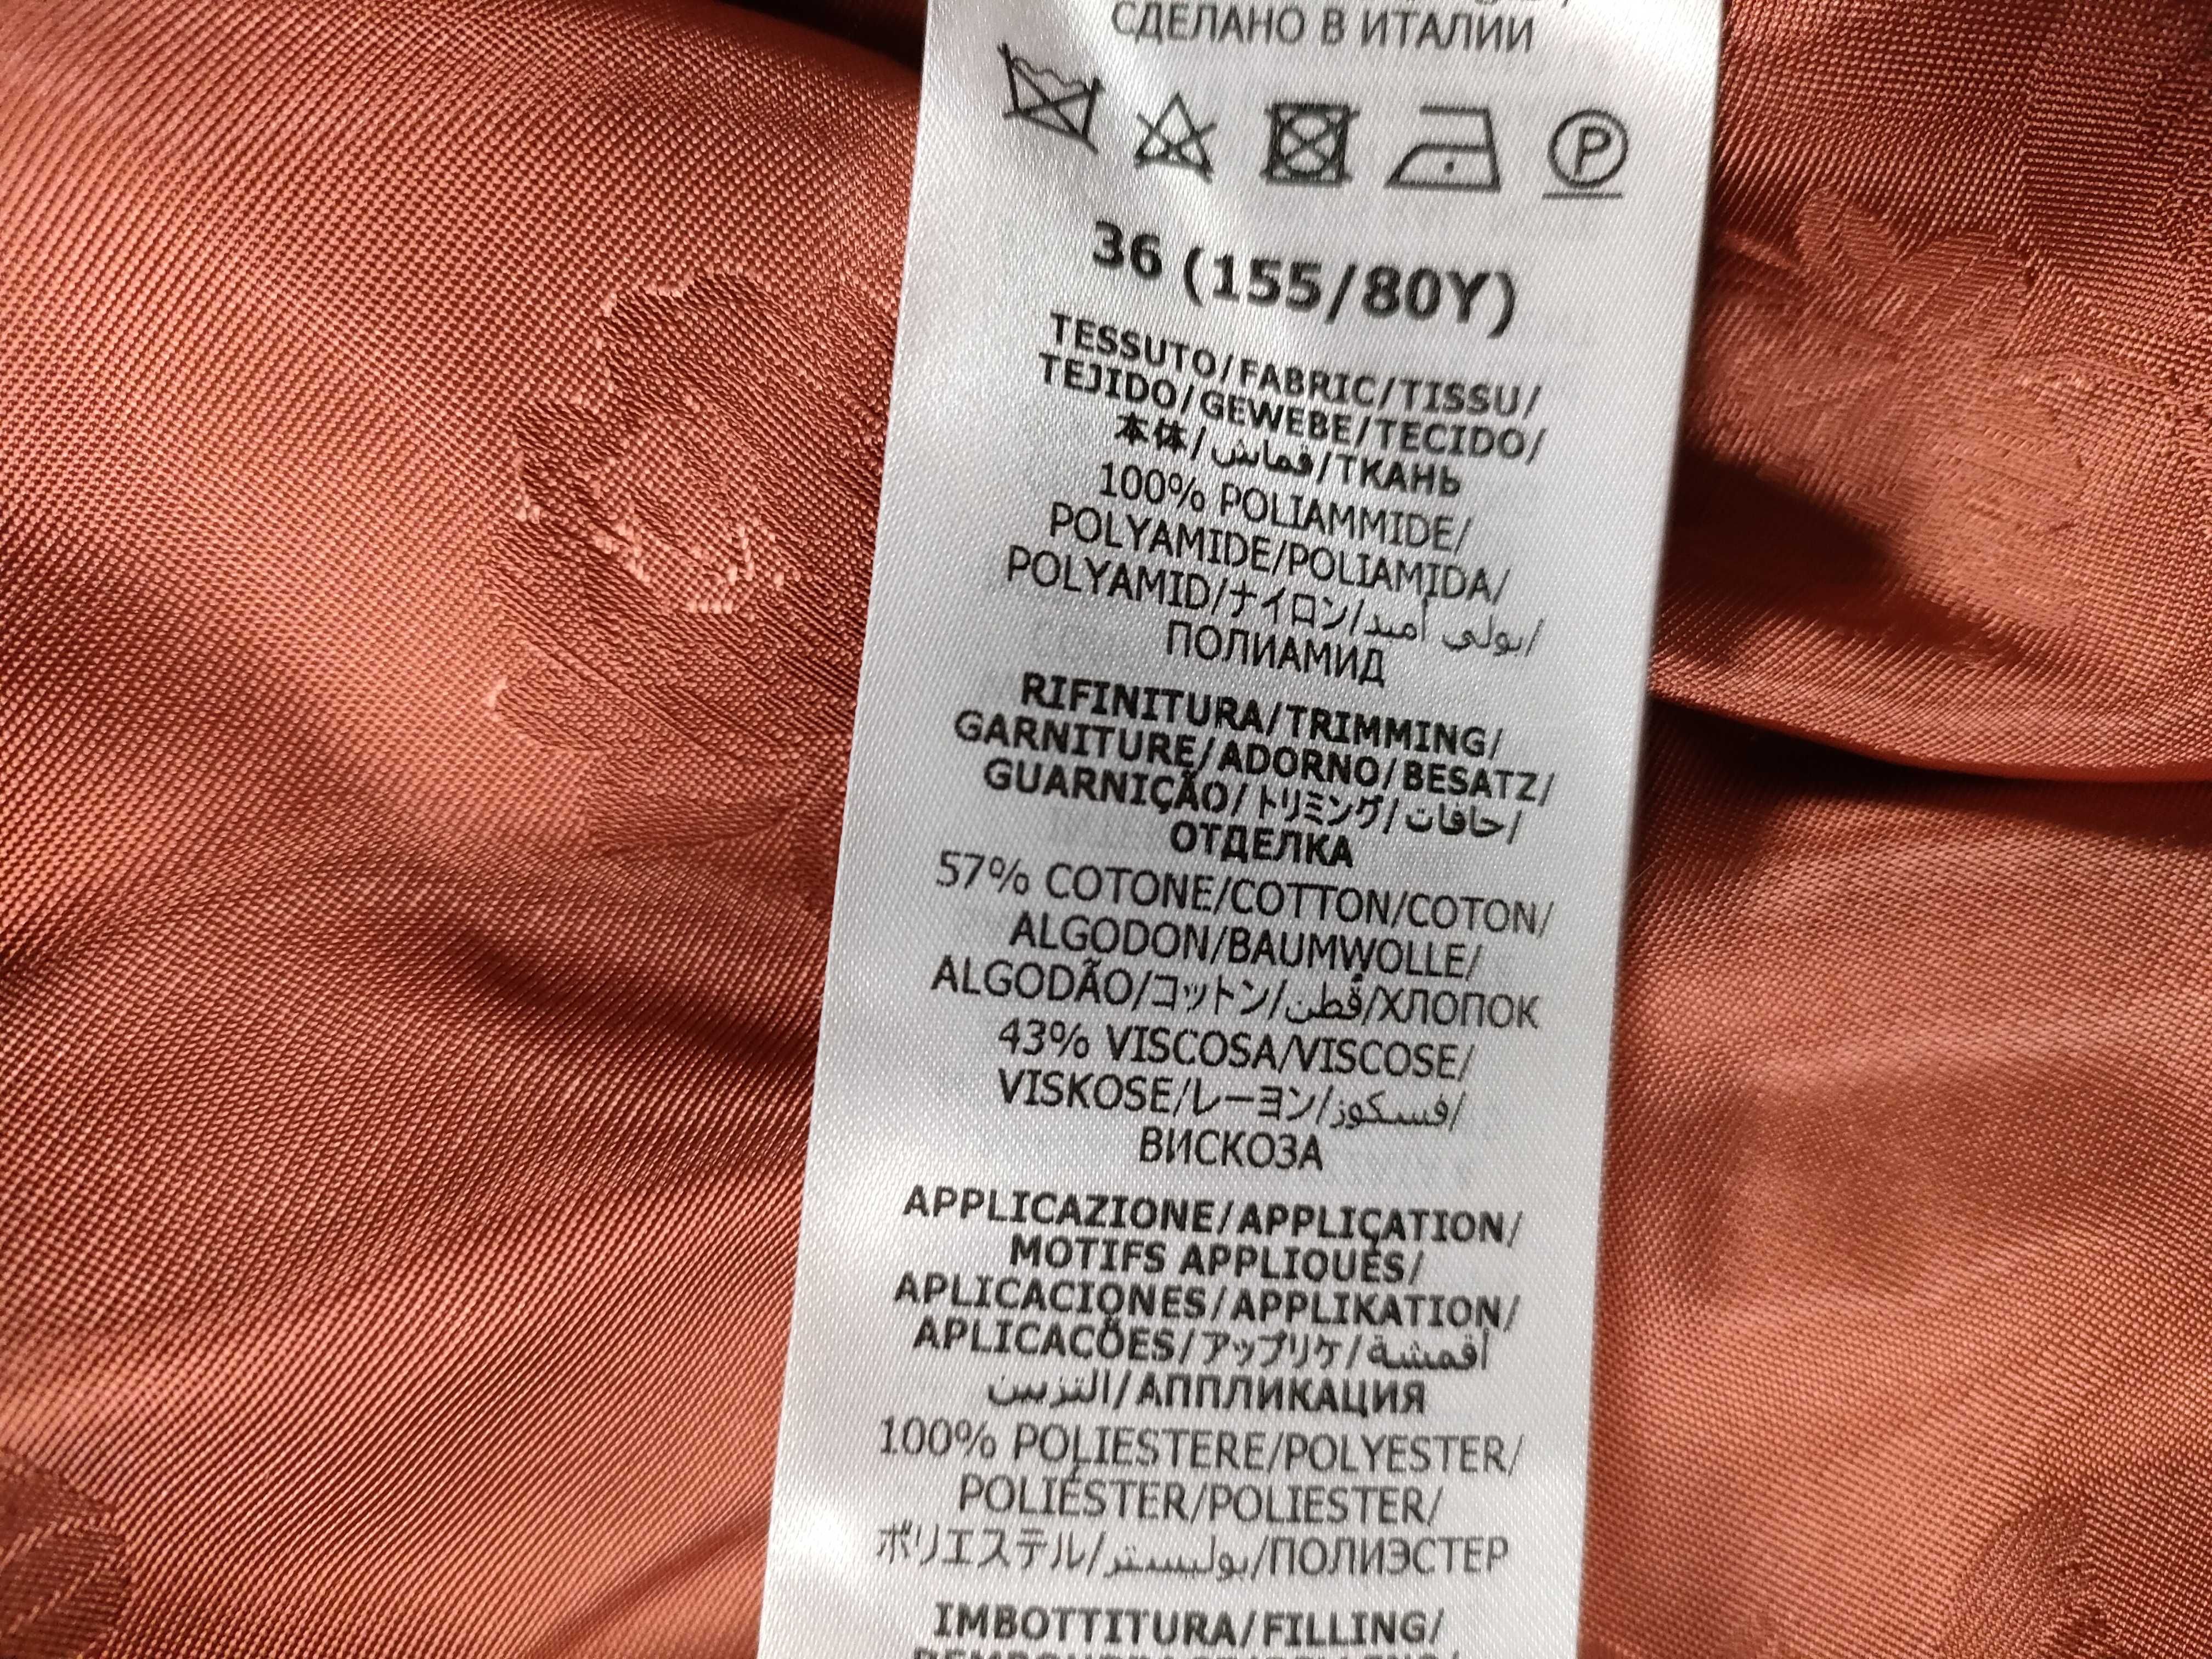 СДЕЛАНО В ИТАЛИИ
P
36 (155/80Y)
TESSUTO/FABRIC/TISSU/
TEJIDO/GEWEBE/TECIDO/
本体/قماش/ТКАНЬ
100% POLIAMMIDE/
POLYAMIDE/POLIAMIDA/
POLYAMID/ナイロン/بولي أميد/
ПОЛИАМИД
RIFINITURA/TRIMMING/
GARNITURE/ADORNO/BESATZ/
GUARNIÇÃO/トリミング/حافات/
ОТДЕЛКА
57% COTONE/COTTON/COTON/
ALGODON/BAUMWOLLE/
ALGODÃO/コットン/قطن/ХЛОПОК
43% VISCOSA/VISCOSE/
VISKOSE/レーヨン/فسكوز/
ВИСКОЗА
APPLICAZIONE/APPLICATION/
MOTIFS APPLIQUÉS/
APLICACIONES/APPLIKATION/
APLICACÕES/アップリケ/أقمشة
التزيين/АППЛИКАЦИЯ
100% POLIESTERE/POLYESTER/
POLIÉSTER/POLIESTER/
ポリエステル/بوليستر/ПОЛИЭСТЕР
IMBOTTITURA/FILLING/